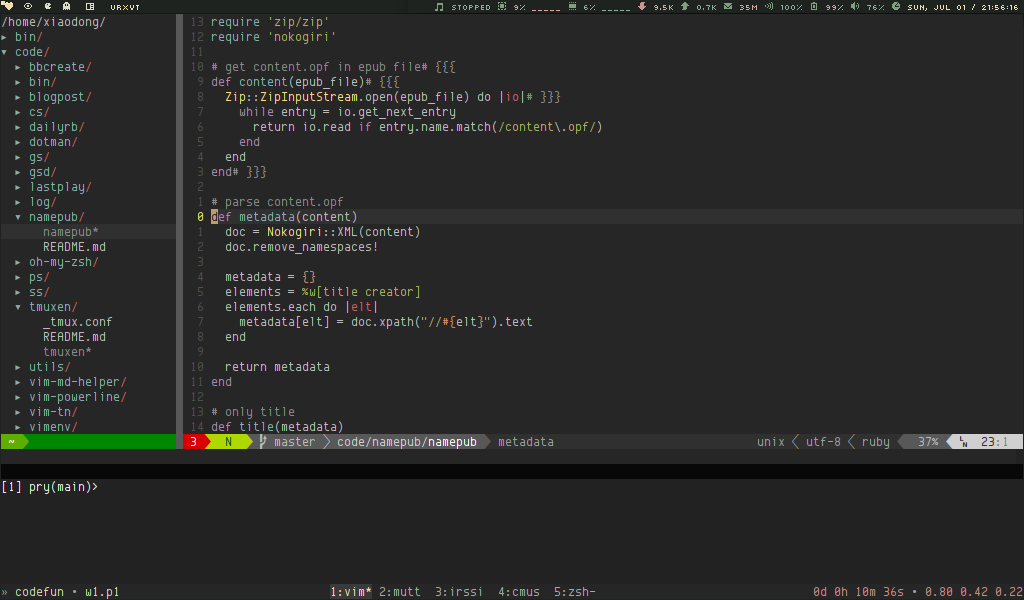 URXVT STOPPED 9% _____ 6% _____ 9.5K 0.7K 35M 100% 99% 76% SUN, JUL 01 / 21:56:16
/home/xiaodong/
▸ bin/
▾ code/
▸ bbcreate/
▸ bin/
▸ blogpost/
▸ cs/
▸ dailyrb/
▸ dotman/
▸ gs/
▸ gsd/
▸ lastplay/
▸ log/
▾ namepub/
namepub*
README.md
▸ oh-my-zsh/
▸ ps/
▸ ss/
▾ tmuxen/
_tmux.conf
README.md
tmuxen*
▸ utils/
▸ vim-md-helper/
▸ vim-powerline/
▸ vim-tn/
▸ vimenv/
~
13 require 'zip/zip'
12 require 'nokogiri'
11
10 # get content.opf in epub file# {{{
9 def content(epub_file)# {{{
8   Zip::ZipInputStream.open(epub_file) do |io|# }}}
7     while entry = io.get_next_entry
6       return io.read if entry.name.match(/content\.opf/)
5     end
4   end
3 end# }}}
2
1 # parse content.opf
0 def metadata(content)
1   doc = Nokogiri::XML(content)
2   doc.remove_namespaces!
3
4   metadata = {}
5   elements = %w[title creator]
6   elements.each do |elt|
7     metadata[elt] = doc.xpath("//#{elt}").text
8   end
9
10   return metadata
11 end
12
13 # only title
14 def title(metadata)
3 N master code/namepub/namepub metadata unix utf-8 ruby 37% LN 23:1
[1] pry(main)>
» codefun • w1.p1 1:vim* 2:mutt 3:irssi 4:cmus 5:zsh- 0d 0h 10m 36s • 0.80 0.42 0.22